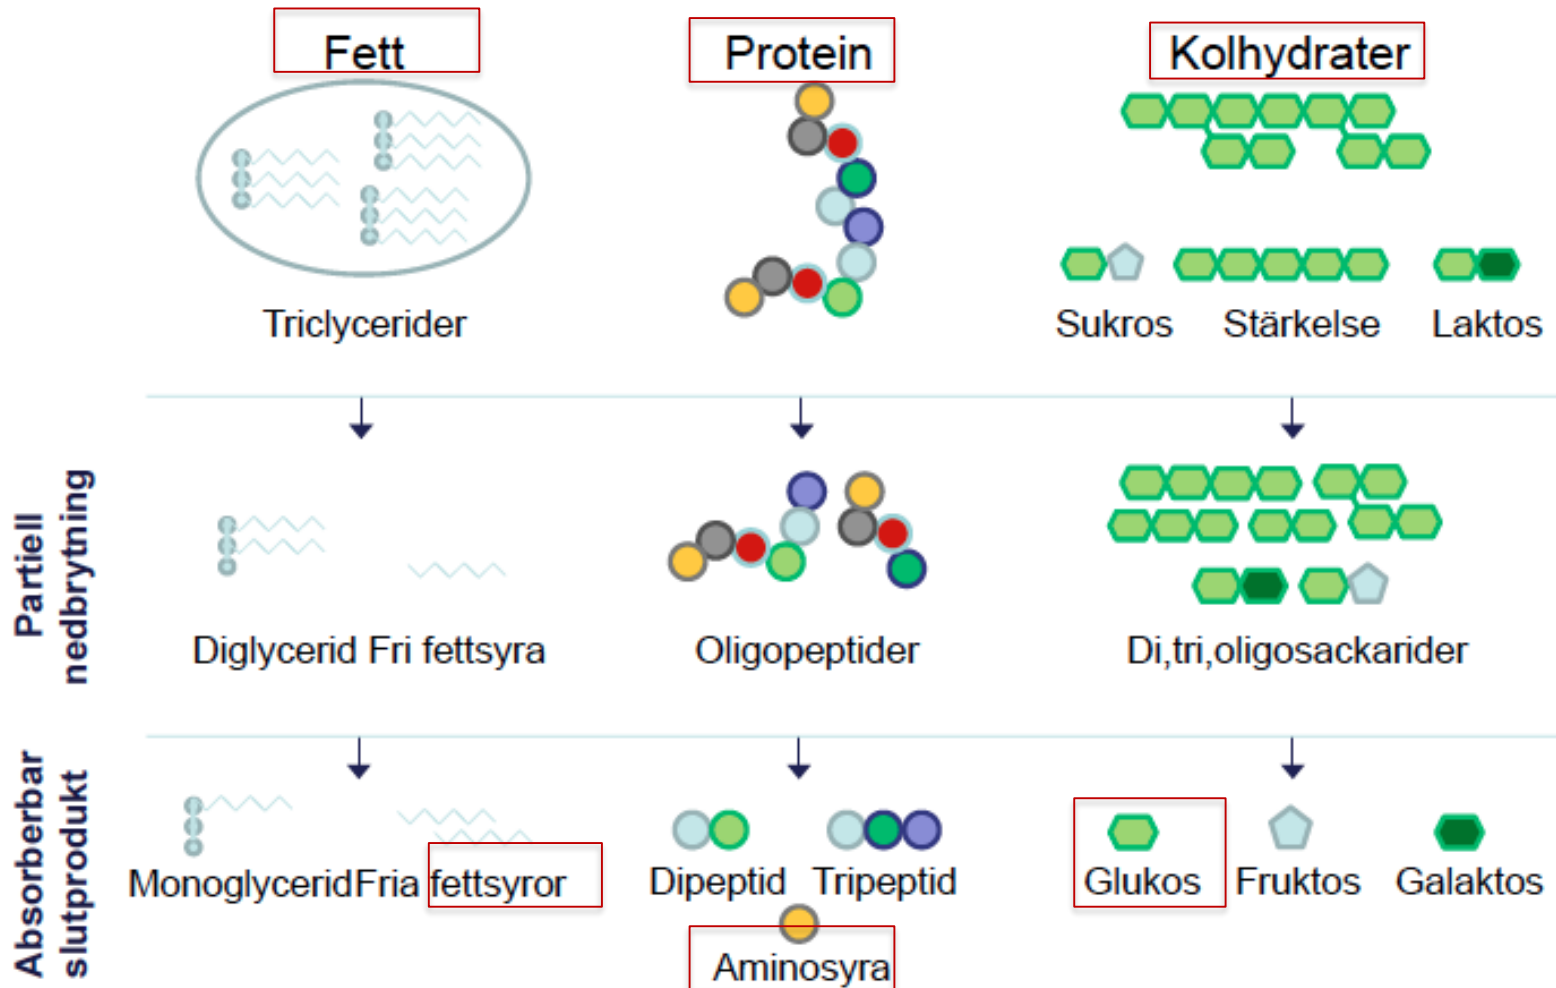 Fett
Protein
Kolhydrater
Triclycerider
Sukros
Stärkelse
Laktos
Partiell
nedbrytning
Diglycerid Fri fettsyra
Oligopeptider
Di,tri,oligosackarider
Absorberbar
slutprodukt
Monoglycerid
Fria fettsyror
Dipeptid
Tripeptid
Aminosyra
Glukos
Fruktos
Galaktos